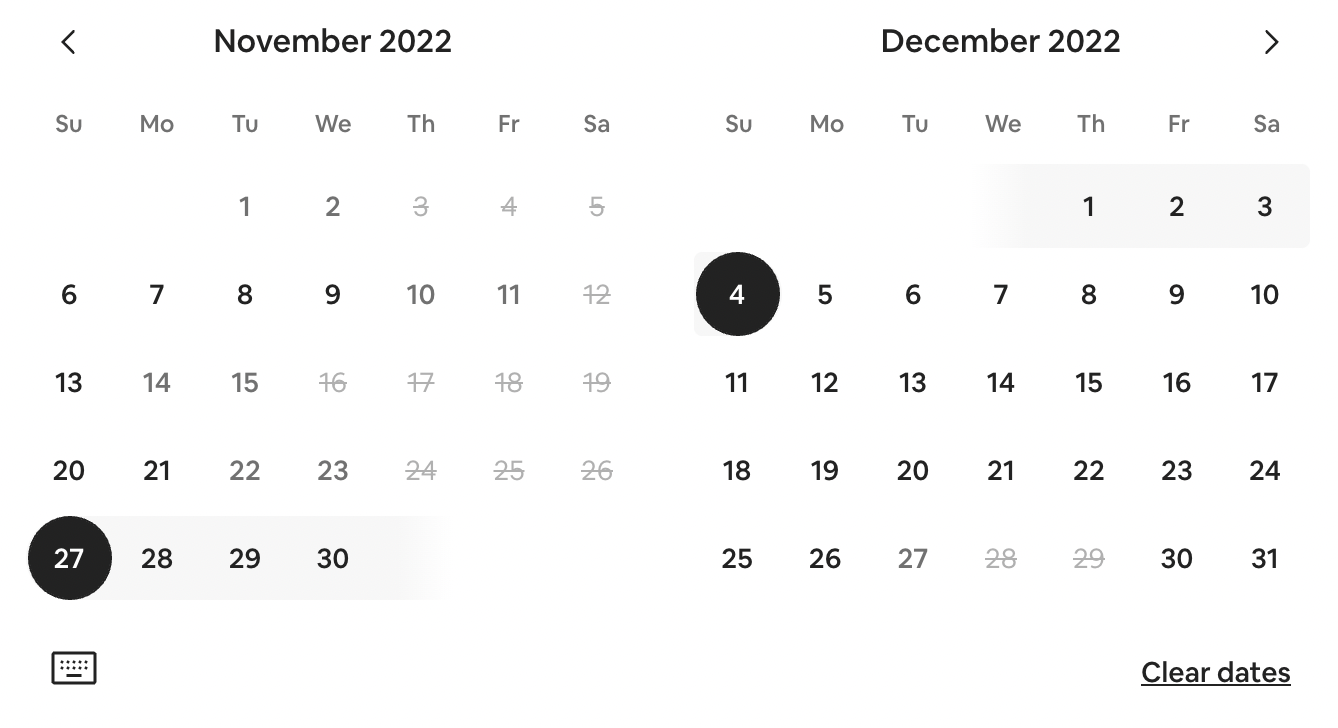 November 2022
Su Mo Tu We Th Fr Sa
1 2 3 4 5
6 7 8 9 10 11 12
13 14 15 16 17 18 19
20 21 22 23 24 25 26
27 28 29 30
December 2022
Su Mo Tu We Th Fr Sa
1 2 3
4 5 6 7 8 9 10
11 12 13 14 15 16 17
18 19 20 21 22 23 24
25 26 27 28 29 30 31
Clear dates